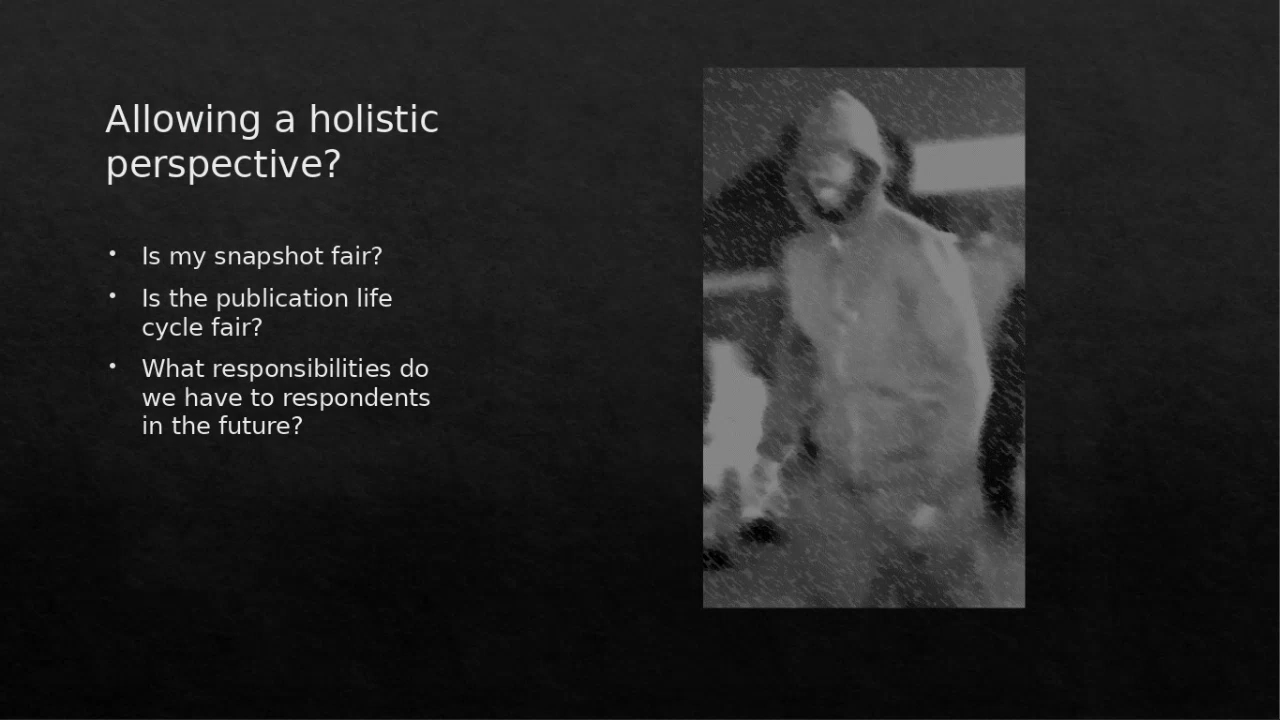 Allowing a holistic
perspective?
• Is my snapshot fair?
• Is the publication life
cycle fair?
• What responsibilities do
we have to respondents
in the future?